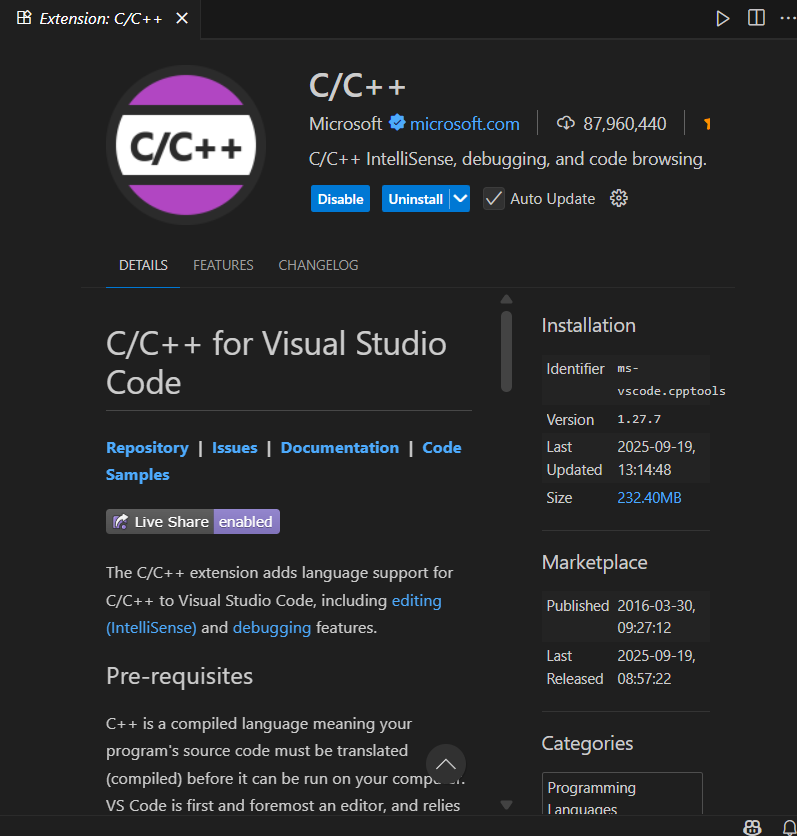 Extension: C/C++
C/C++
C/C++
Microsoft microsoft.com 87,960,440
C/C++ IntelliSense, debugging, and code browsing.
Disable Uninstall Auto Update
DETAILS FEATURES CHANGELOG
C/C++ for Visual Studio
Code
Repository | Issues | Documentation | Code
Samples
Live Share enabled
The C/C++ extension adds language support for
C/C++ to Visual Studio Code, including editing
(IntelliSense) and debugging features.
Pre-requisites
C++ is a compiled language meaning your
program's source code must be translated
(compiled) before it can be run on your computer.
VS Code is first and foremost an editor, and relies
Installation
Identifier ms-
vscode.cpptools
Version 1.27.7
Last 2025-09-19,
Updated 13:14:48
Size 232.40MB
Marketplace
Published 2016-03-30,
09:27:12
Last 2025-09-19,
Released 08:57:22
Categories
Programming
Languages